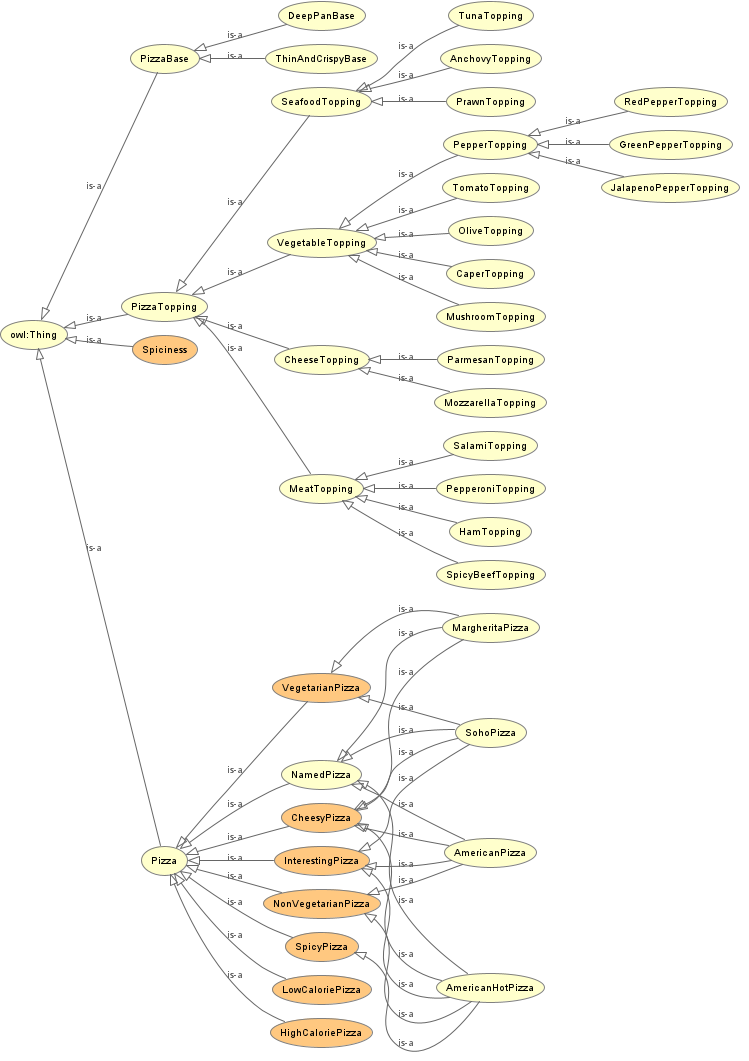 DeepPanBase
TunaTopping
is-a
is-a
PizzaBase
is-a
ThinAndCrispyBase
AnchovyTopping
is-a
SeafoodTopping
is-a
PrawnTopping
RedPepperTopping
is-a
PepperTopping
is-a
GreenPepperTopping
is-a
is-a
is-a
TomatoTopping
JalapenoPepperTopping
is-a
is-a
OliveTopping
is-a
VegetableTopping
is-a
CaperTopping
is-a
is-a
PizzaTopping
MushroomTopping
is-a
is-a
owl:Thing
is-a
Spiciness
is-a
CheeseTopping
is-a
ParmesanTopping
is-a
MozzarellaTopping
SalamiTopping
is-a
MeatTopping
is-a
PepperoniTopping
is-a
HamTopping
is-a
is-a
SpicyBeefTopping
is-a
is-a
MargheritaPizza
is-a
VegetarianPizza
is-a
is-a
SohoPizza
is-a
is-a
NamedPizza
is-a
is-a
is-a
CheesyPizza
is-a
is-a
AmericanPizza
Pizza
is-a
InterestingPizza
is-a
is-a
is-a
NonVegetarianPizza
is-a
is-a
SpicyPizza
is-a
is-a
is-a
LowCaloriePizza
AmericanHotPizza
is-a
HighCaloriePizza
is-a